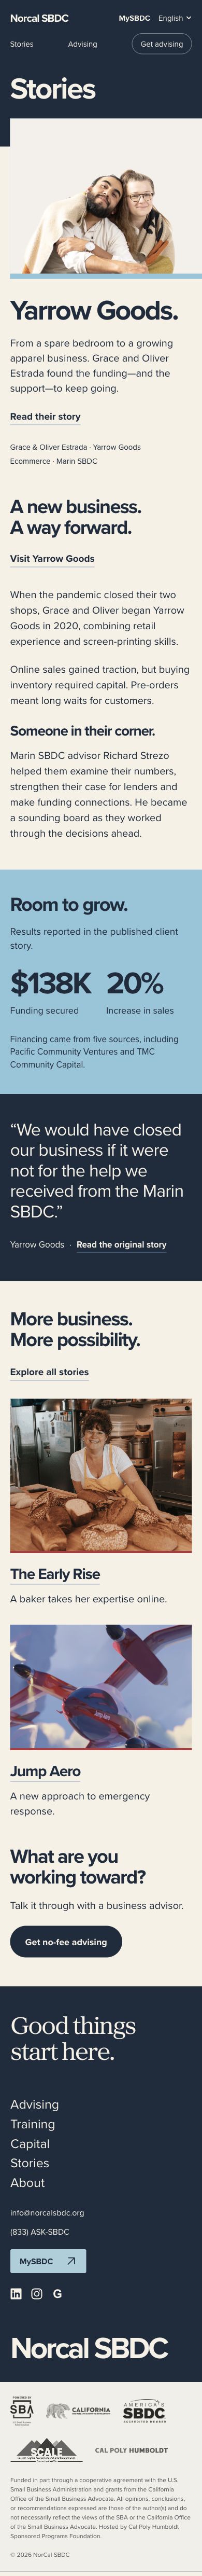 Norcal SBDC
MySBDC
English
Stories
Advising
Get advising
Stories
Yarrow Goods.
From a spare bedroom to a growing
apparel business. Grace and Oliver
Estrada found the funding—and the
support—to keep going.
Read their story
Grace & Oliver Estrada · Yarrow Goods
Ecommerce · Marin SBDC
A new business.
A way forward.
Visit Yarrow Goods
When the pandemic closed their two
shops, Grace and Oliver began Yarrow
Goods in 2020, combining retail
experience and screen-printing skills.
Online sales gained traction, but buying
inventory required capital. Pre-orders
meant long waits for customers.
Someone in their corner.
Marin SBDC advisor Richard Strezo
helped them examine their numbers,
strengthen their case for lenders and
make funding connections. He became
a sounding board as they worked
through the decisions ahead.
Room to grow.
Results reported in the published client
story.
$138K
Funding secured
20%
Increase in sales
Financing came from five sources, including
Pacific Community Ventures and TMC
Community Capital.
“We would have closed
our business if it were
not for the help we
received from the Marin
SBDC.”
Yarrow Goods · Read the original story
More business.
More possibility.
Explore all stories
The Early Rise
A baker takes her expertise online.
Jump Aero
Jump Aero
A new approach to emergency
response.
What are you
working toward?
Talk it through with a business advisor.
Get no-fee advising
Good things
start here.
Advising
Training
Capital
Stories
About
info@norcalsbdc.org
(833) ASK-SBDC
MySBDC
G
Norcal SBDC
POWERED BY
SBA
CALIFORNIA
AMERICA'S
SBDC
ACCREDITED MEMBER
SCALE
CAL POLY HUMBOLDT
Funded in part through a cooperative agreement with the U.S.
Small Business Administration and grants from the California
Office of the Small Business Advocate. All opinions, conclusions,
or recommendations expressed are those of the author(s) and do
not necessarily reflect the views of the SBA or the California Office
of the Small Business Advocate. Hosted by Cal Poly Humboldt
Sponsored Programs Foundation.
© 2026 NorCal SBDC